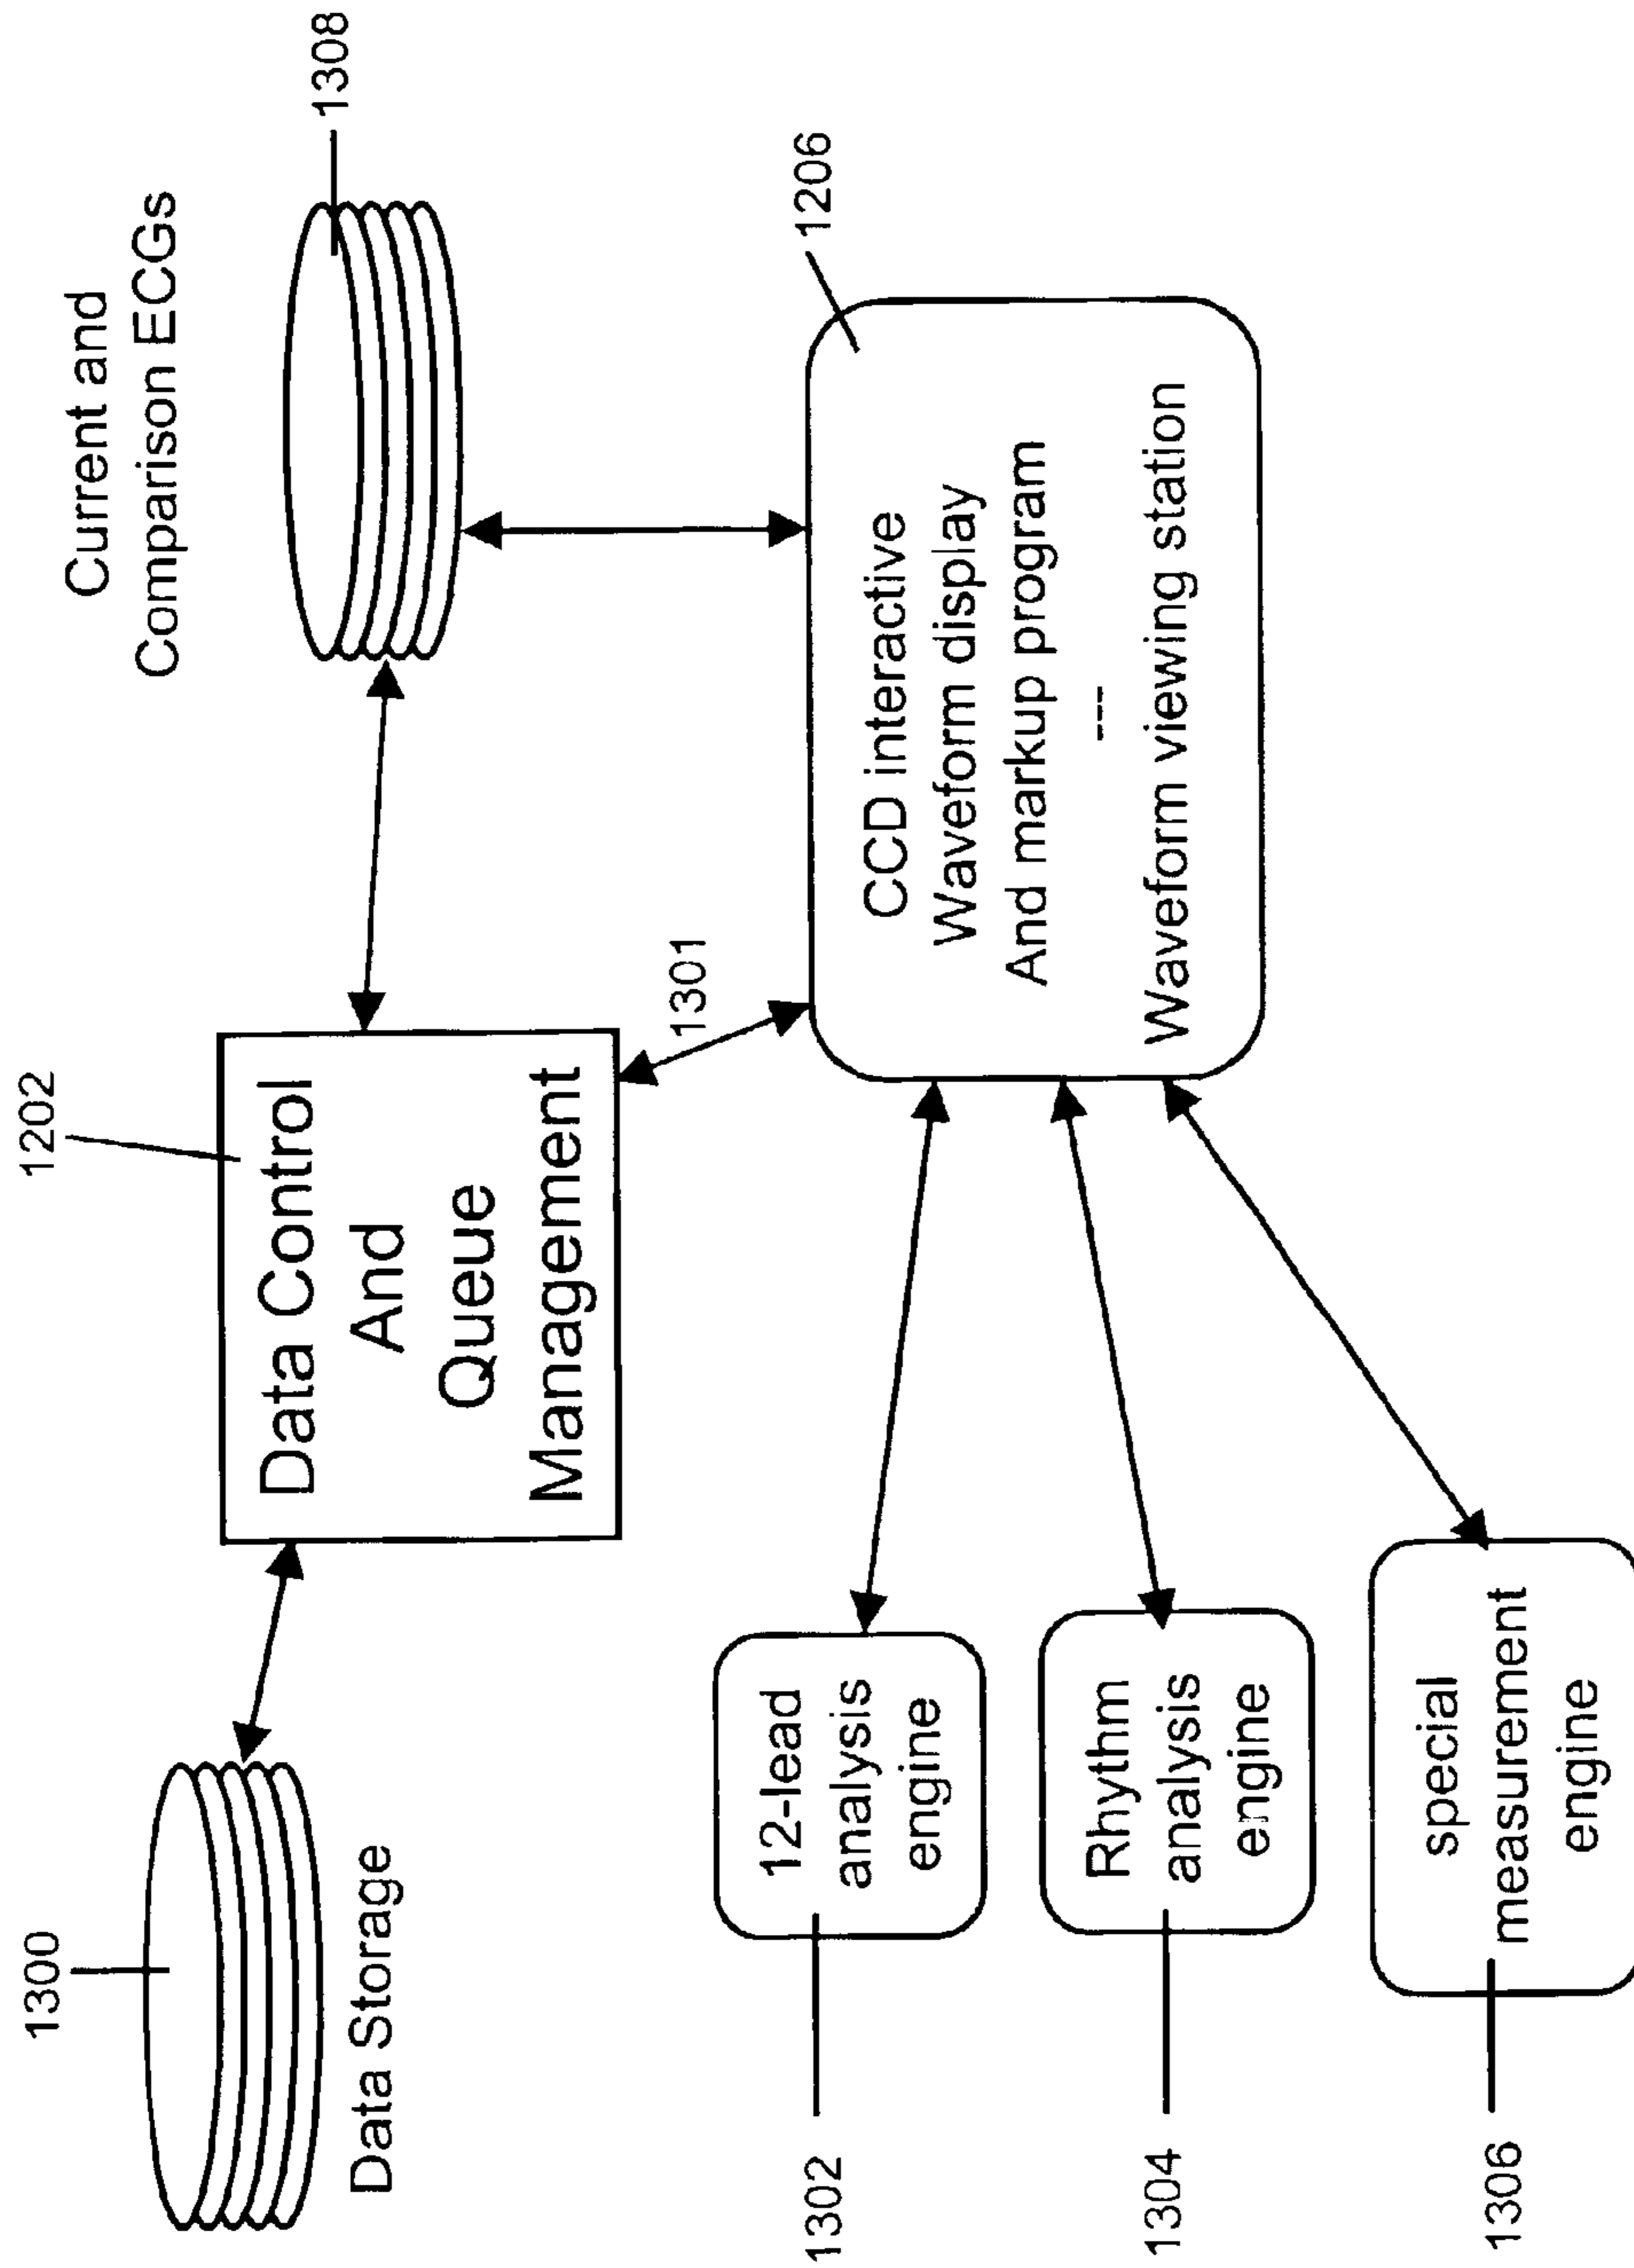 1300
Data Storage
1202
Data Control
And
Queue
Management
Current and
Comparison ECGs
1308
1301
1206
CCD interactive
Waveform display
And markup program
---
Waveform viewing station
1302
12-lead
analysis
engine
1304
Rhythm
analysis
engine
1306
special
measurement
engine